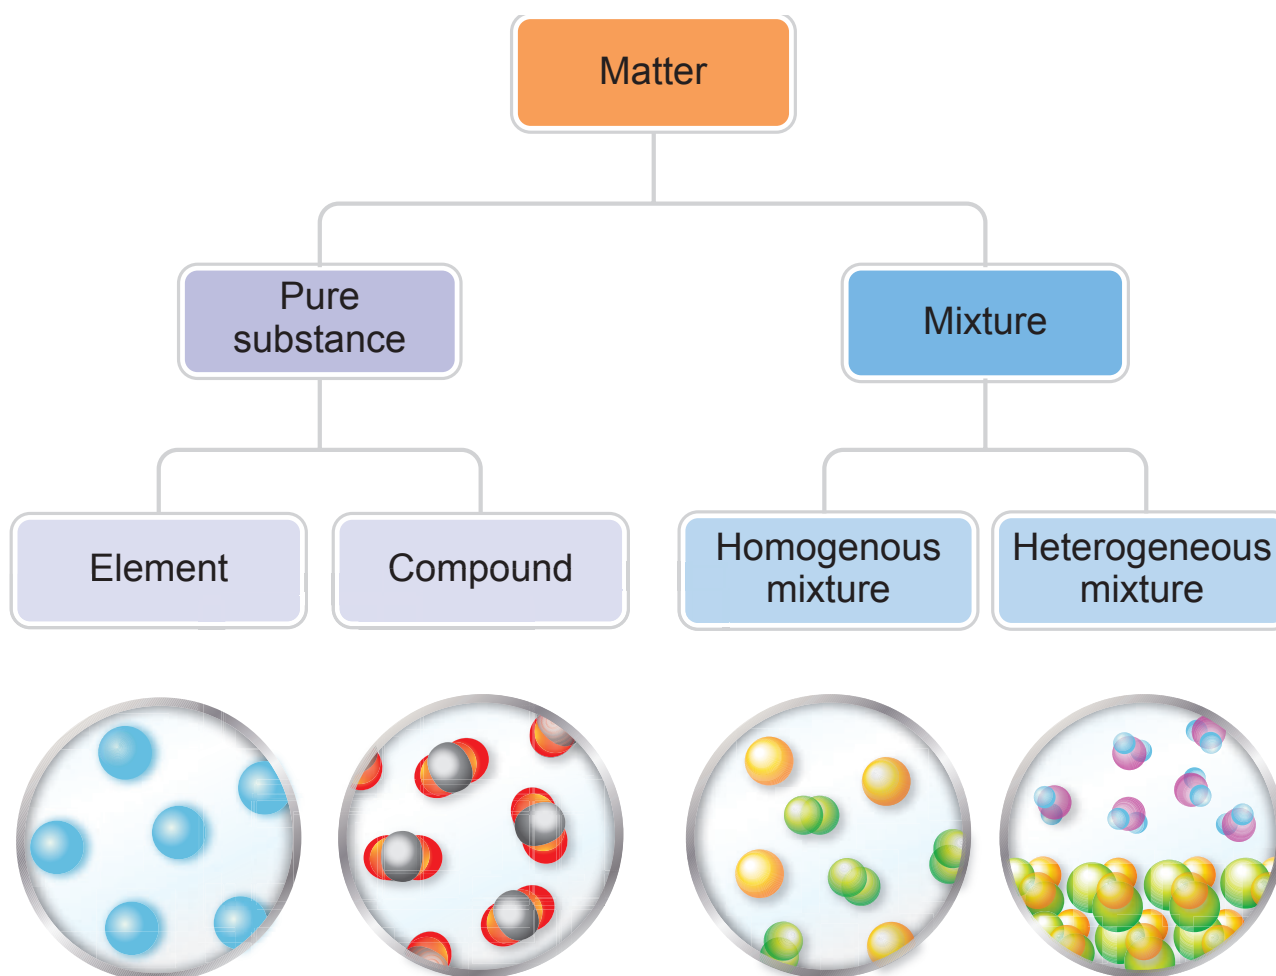 Matter
Pure
substance
Mixture
Element
Compound
Homogenous
mixture
Heterogeneous
mixture